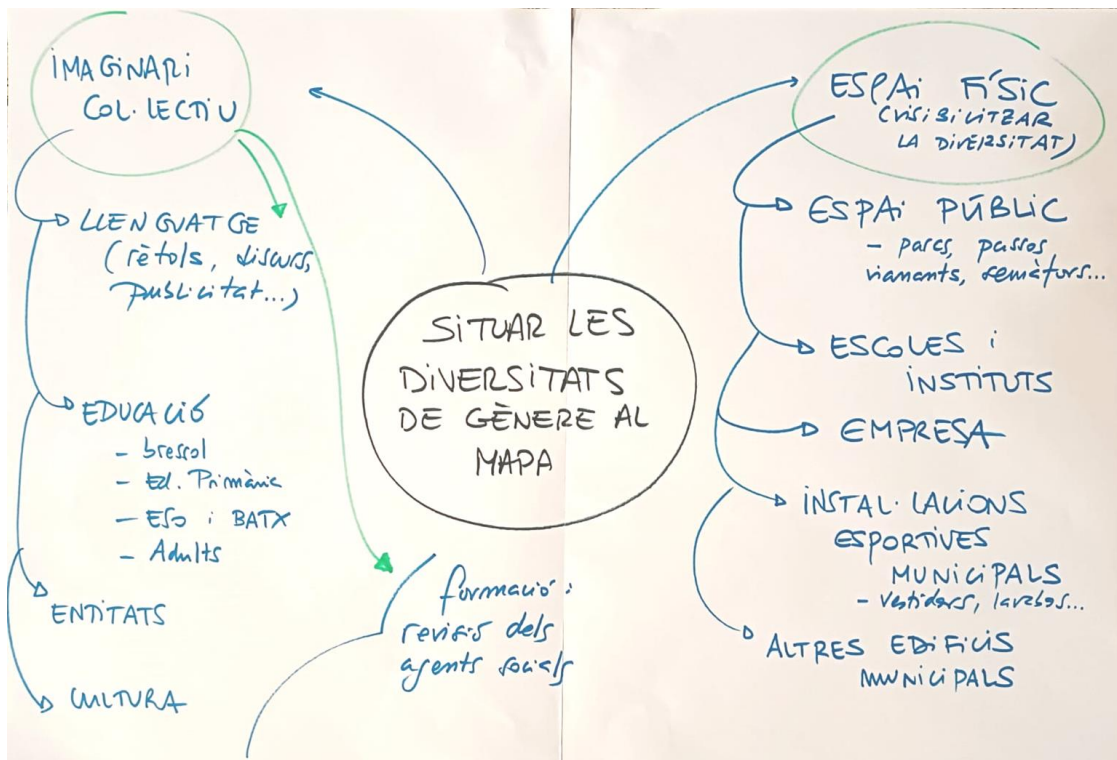 IMAGINARI
COL·LECTIU
LLENGUATGE
(rètols, discurs,
publicitat...)
EDUCACIÓ
- bressol
- Ed. Primària
- ESO i BATX
- Adults
ENTITATS
CULTURA
SITUAR LES
DIVERSITATS
DE GÈNERE AL
MAPA
formació i
revisió dels
agents socials
ESPAI FÍSIC
(VISIBILITZAR
LA DIVERSITAT)
ESPAI PÚBLIC
- parcs, passos
vianants, semàfors...
ESCOLES i
INSTITUTS
EMPRESA
INSTAL·LACIONS
ESPORTIVES
MUNICIPALS
- Vestidors, lavabos...
ALTRES EDIFICIS
MUNICIPALS